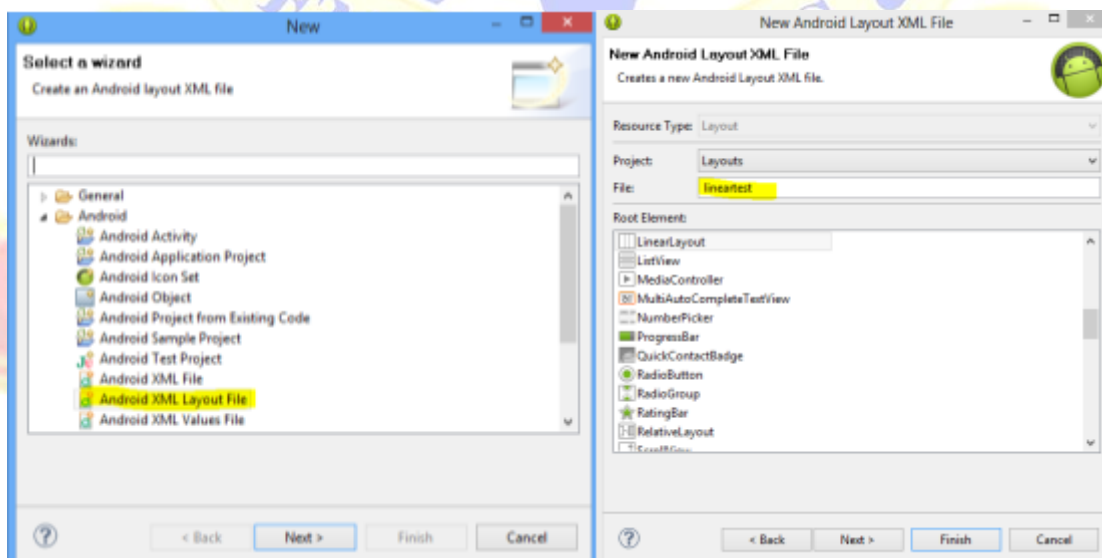 New
Select a wizard
Create an Android layout XML file
Wizards:
General
Android
Android Activity
Android Application Project
Android Icon Set
Android Object
Android Project from Existing Code
Android Sample Project
Android Test Project
Android XML File
Android XML Layout File
Android XML Values File
< Back Next > Finish Cancel
New Android Layout XML File
New Android Layout XML File
Creates a new Android Layout XML file.
Resource Type: Layout
Project: Layouts
File: lineartest
Root Element:
LinearLayout
ListView
MediaController
MultiAutoCompleteTextView
NumberPicker
ProgressBar
QuickContactBadge
RadioButton
RadioGroup
RatingBar
RelativeLayout
ScrollView
< Back Next > Finish Cancel